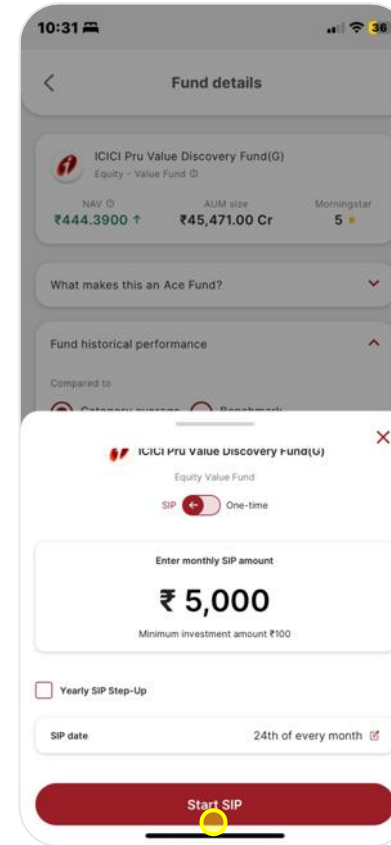 10:31
36
Fund details
ICICI Pru Value Discovery Fund(G)
Equity - Value Fund
NAV AUM size Morningstar
₹444.3900 ↑ ₹45,471.00 Cr 5 ★
What makes this an Ace Fund?
Fund historical performance
Compared to
Category average Benchmark
ICICI Pru Value Discovery Fund(G)
Equity Value Fund
SIP One-time
Enter monthly SIP amount
₹ 5,000
Minimum investment amount ₹100
Yearly SIP Step-Up
SIP date 24th of every month
Start SIP